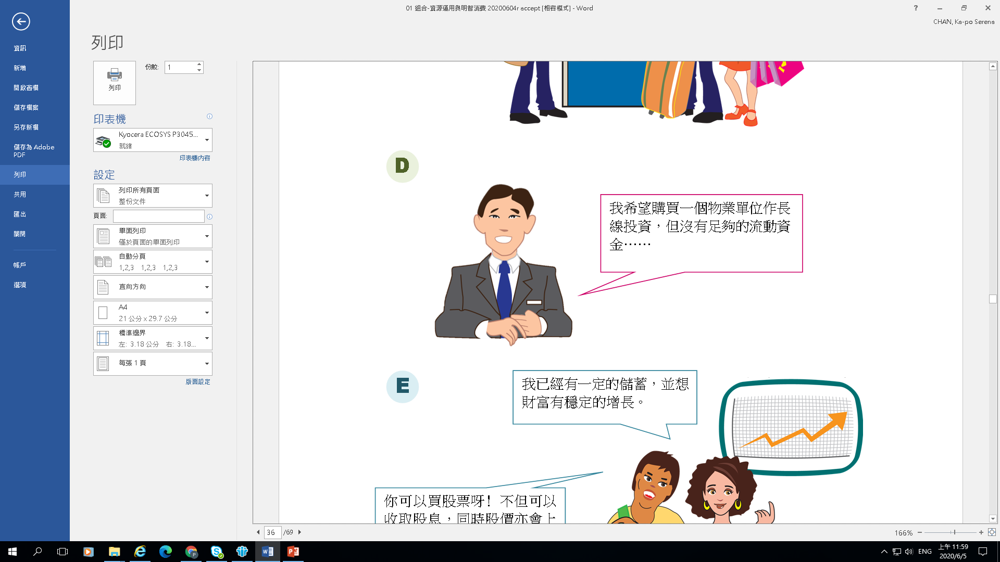 01 組合-資源運用與明智消費 20200604r accept [相容模式] - Word
?
CHAN, Ka-po Serena
資訊
新增
開啟舊檔
儲存檔案
另存新檔
儲存為 Adobe
PDF
列印
共用
匯出
關閉
帳戶
選項
列印
列印
份數:
1
印表機
Kyocera ECOSYS P3045...
就緒
印表機內容
設定
列印所有頁面
整份文件
頁面:
單面列印
僅於頁面的單面列印
自動分頁
1,2,3 1,2,3 1,2,3
直向方向
A4
21 公分 x 29.7 公分
標準邊界
左: 3.18 公分 右: 3.18...
每張 1 頁
版面設定
D
我希望購買一個物業單位作長
線投資，但沒有足夠的流動資
金……
E
我已經有一定的儲蓄，並想
財富有穩定的增長。
你可以買股票呀！不但可以
收取股息，同時股價亦會上
36 /69
166%
ENG
上午 11:59
2020/6/5